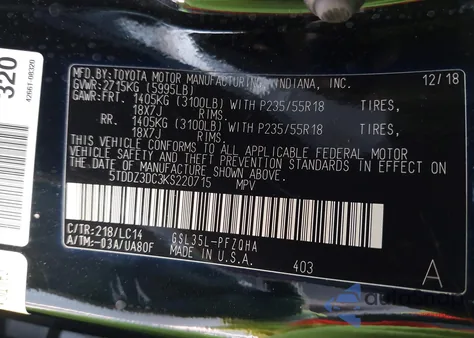 320
42661-08320
MFD.BY:TOYOTA MOTOR MANUFACTURING, INDIANA, INC. 12/18
GVWR:2715KG (5995LB)
GAWR:FRT. 1405KG (3100LB) WITH P235/55R18 TIRES,
18X7J RIMS.
RR. 1405KG (3100LB) WITH P235/55R18 TIRES,
18X7J RIMS.
THIS VEHICLE CONFORMS TO ALL APPLICABLE FEDERAL MOTOR
VEHICLE SAFETY AND THEFT PREVENTION STANDARDS IN EFFECT
ON THE DATE OF MANUFACTURE SHOWN ABOVE.
5TDDZ3DC3KS220715 MPV
C/TR:218/LC14 GSL35L-PFZQHA
A/TM:-03A/UA80F MADE IN U.S.A.
403 A